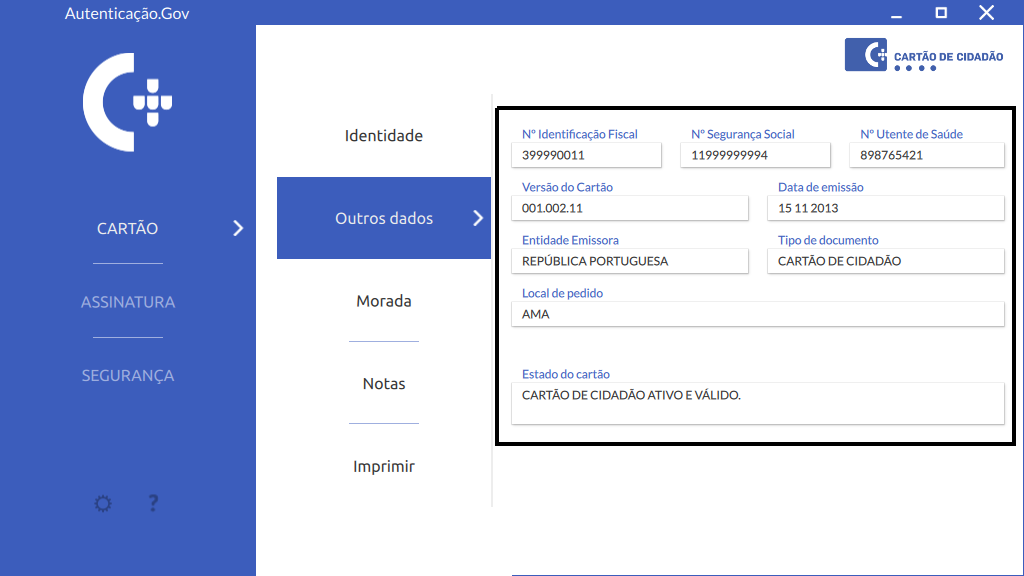 Autenticação.Gov
CARTÃO DE CIDADÃO
CARTÃO
ASSINATURA
SEGURANÇA
?
Identidade
Outros dados
Morada
Notas
Imprimir
Nº Identificação Fiscal Nº Segurança Social Nº Utente de Saúde
399990011 11999999994 898765421
Versão do Cartão Data de emissão
001.002.11 15 11 2013
Entidade Emissora Tipo de documento
REPÚBLICA PORTUGUESA CARTÃO DE CIDADÃO
Local de pedido
AMA
Estado do cartão
CARTÃO DE CIDADÃO ATIVO E VÁLIDO.